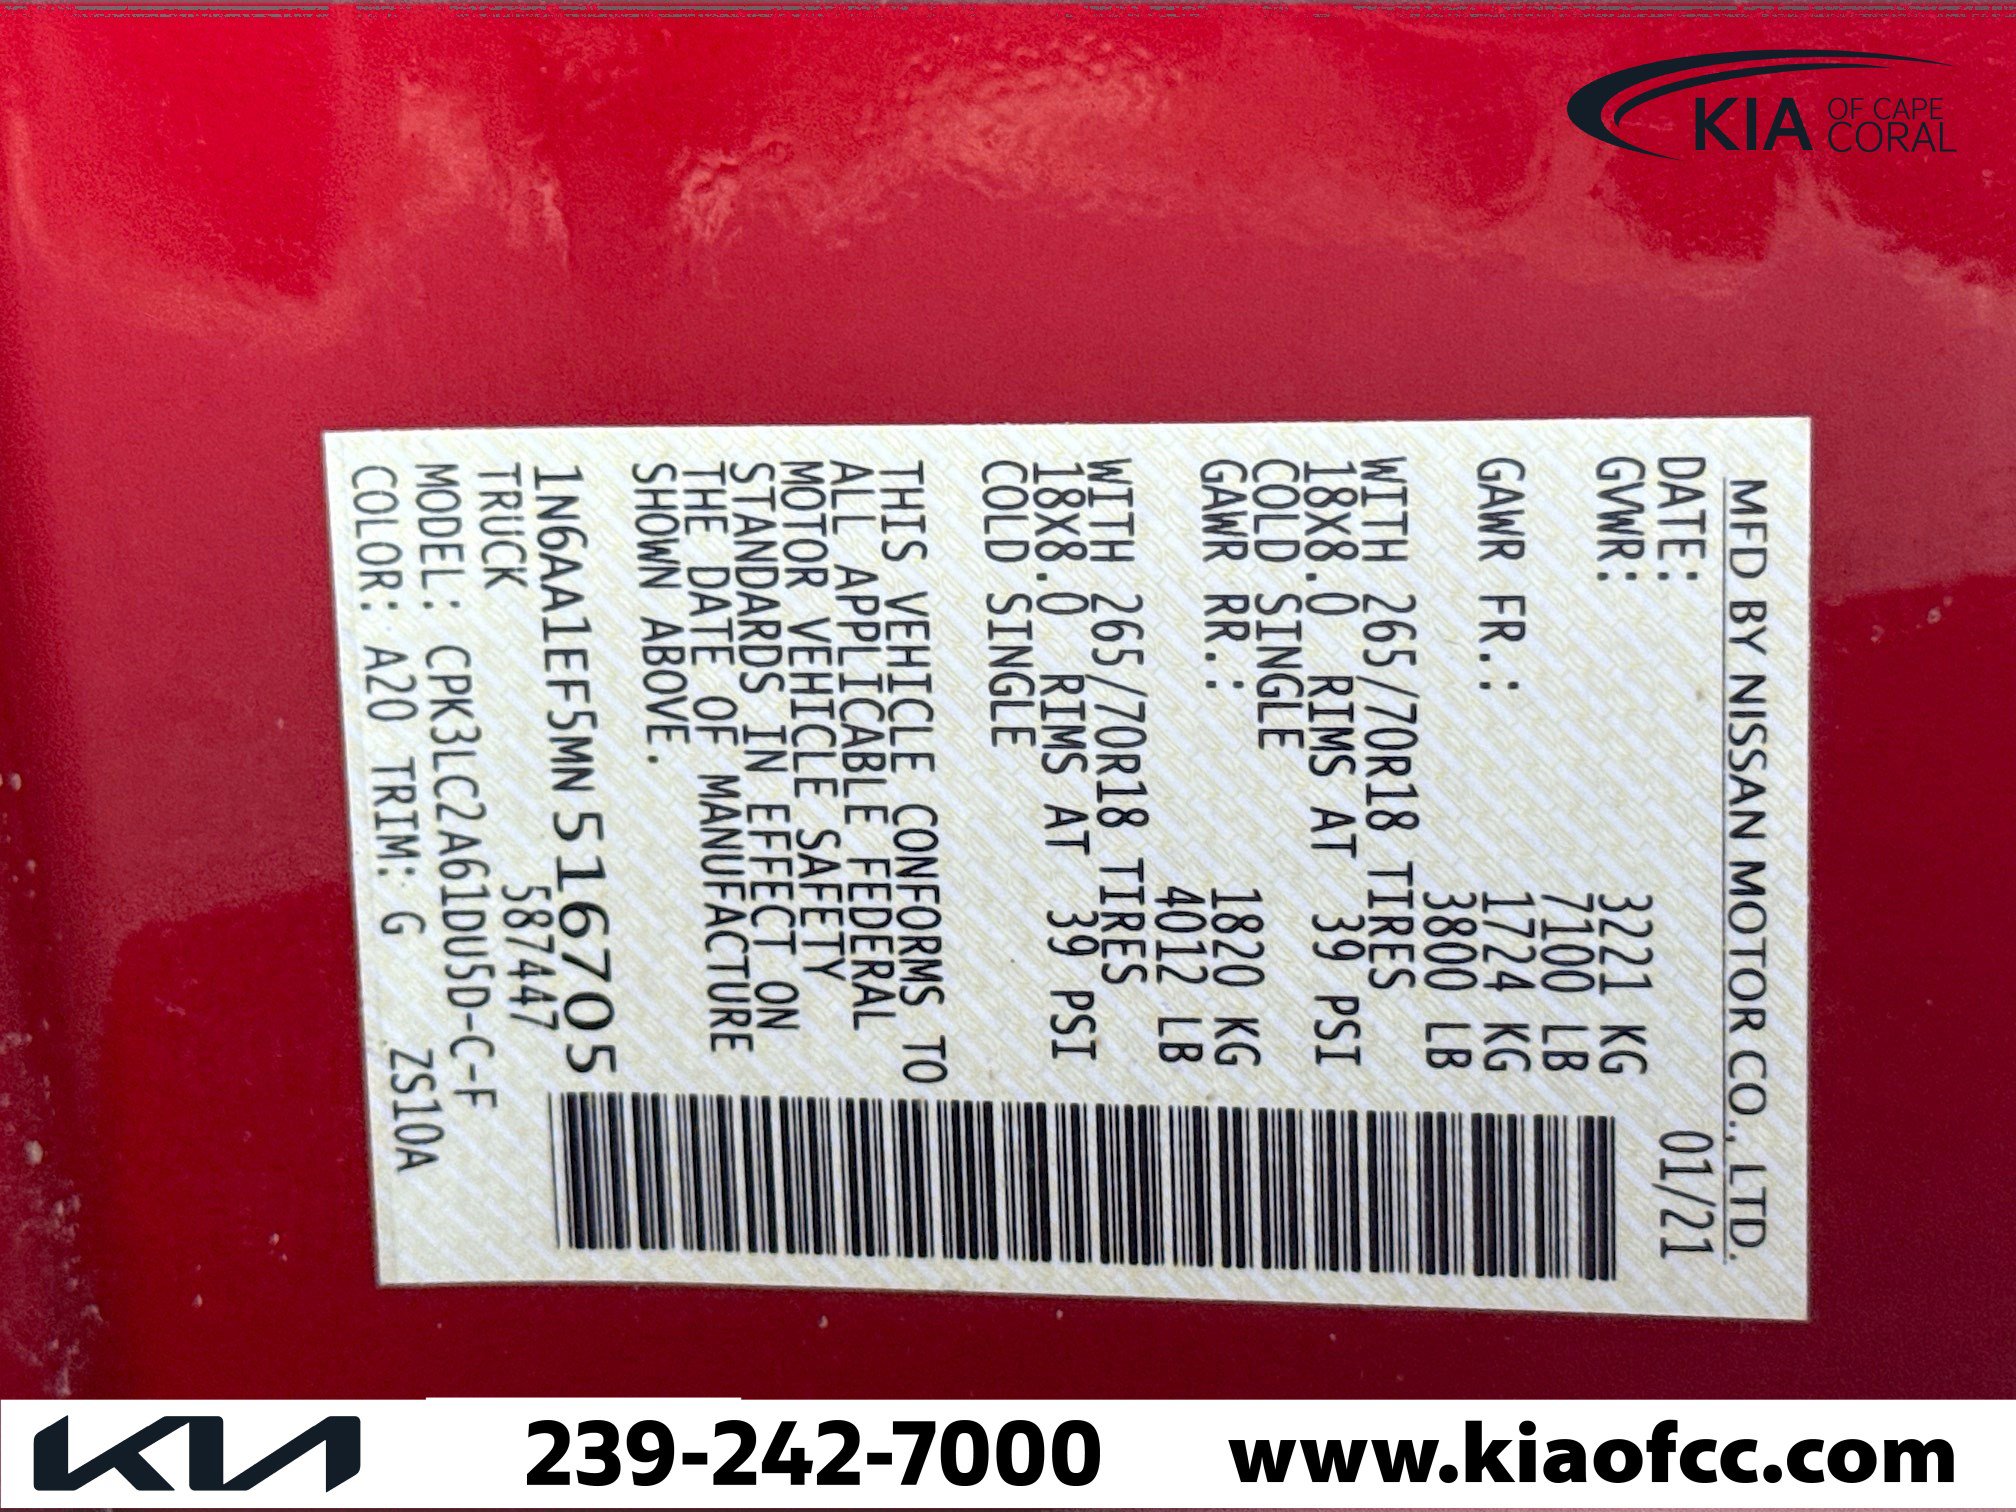 KIA OF CAPE CORAL
MFD BY NISSAN MOTOR CO., LTD.
DATE: 01/21
GVWR: 3221 KG
7100 LB
GAWR FR.: 1724 KG
3800 LB
WITH 265/70R18 TIRES
18X8.0 RIMS AT 39 PSI
COLD SINGLE
GAWR RR.: 1820 KG
4012 LB
WITH 265/70R18 TIRES
18X8.0 RIMS AT 39 PSI
COLD SINGLE
THIS VEHICLE CONFORMS TO
ALL APPLICABLE FEDERAL
MOTOR VEHICLE SAFETY
STANDARDS IN EFFECT ON
THE DATE OF MANUFACTURE
SHOWN ABOVE.
1N6AA1EF5MN516705
TRUCK 587447
MODEL: CPK3LC2A61DU5D-C-F
COLOR: A20 TRIM: G ZS10A
KIA 239-242-7000 www.kiaofcc.com